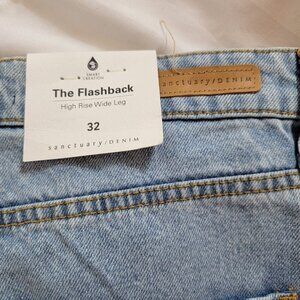 SMART
CREATION
The Flashback
High Rise Wide Leg
32
sanctuary/DENIM
sanctuary/DENIM